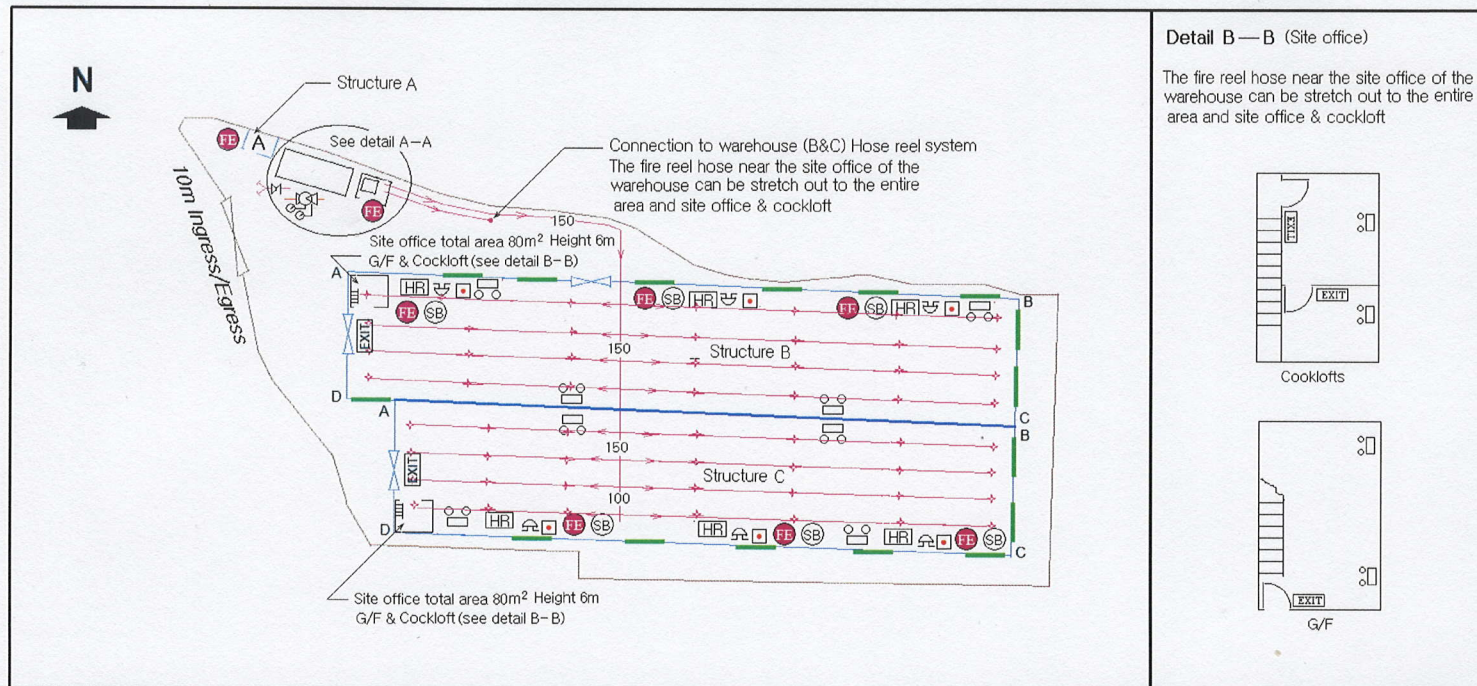 N
Structure A
FE
A
See detail A-A
FE
10m Ingress/Egress
Connection to warehouse (B&C) Hose reel system
The fire reel hose near the site office of the
warehouse can be stretch out to the entire
area and site office & cockloft
150
Site office total area 80m² Height 6m
G/F & Cockloft (see detail B-B)
A
HR
FE SB HR
FE SB HR
B
FE SB
EXIT
150
Structure B
D
A
C
B
150
EXIT
Structure C
100
D
HR FE SB
HR FE SB
HR FE SB
C
Site office total area 80m² Height 6m
G/F & Cockloft (see detail B-B)
Detail B—B (Site office)
The fire reel hose near the site office of the
warehouse can be stretch out to the entire
area and site office & cockloft
EXIT
EXIT
Cooklofts
EXIT
G/F